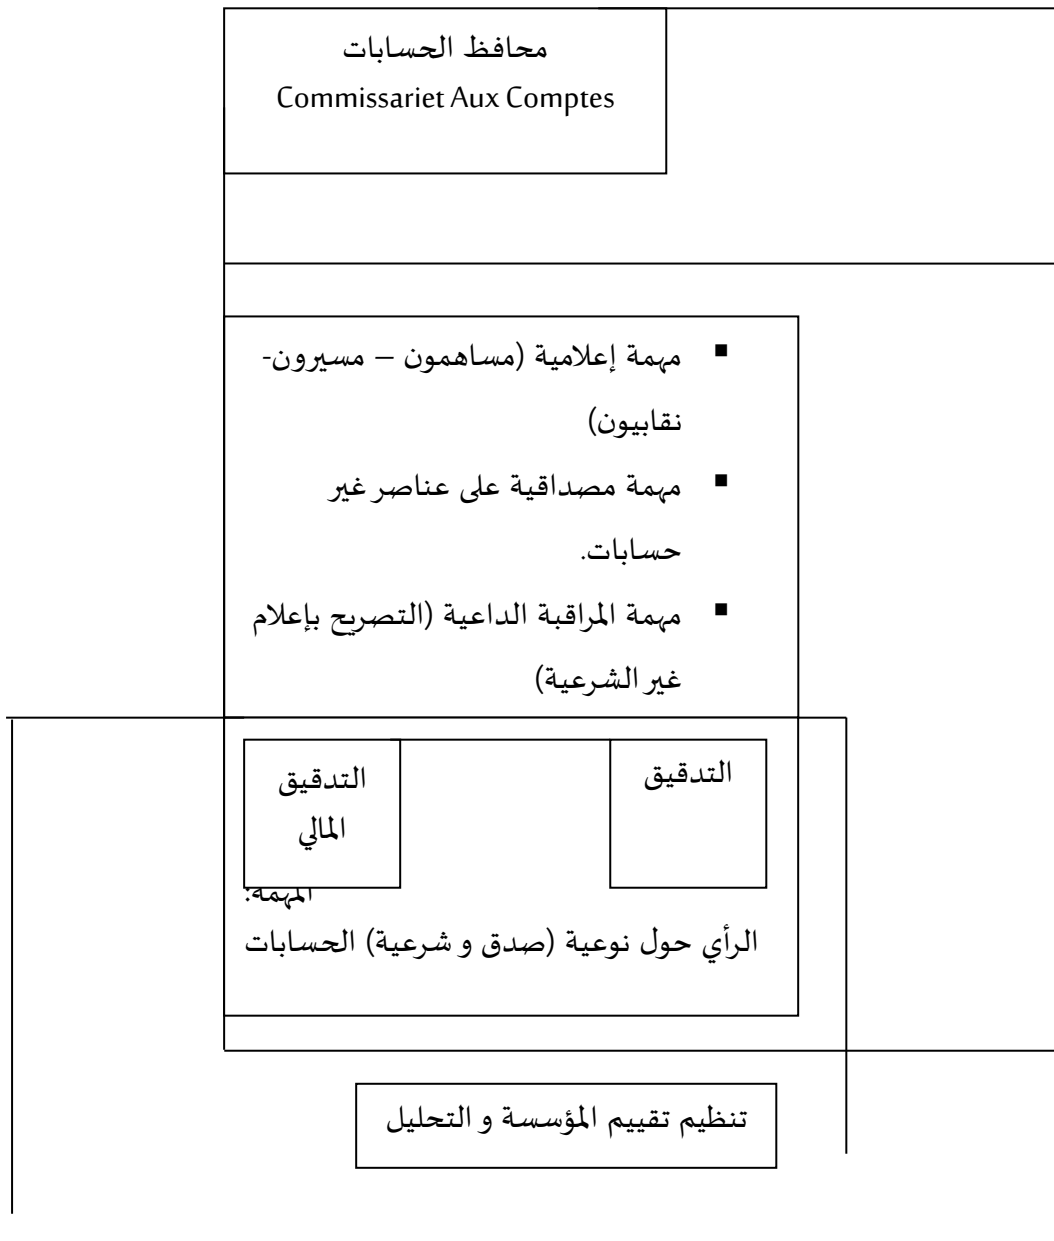 محافظ الحسابات
Commissariet Aux Comptes
▪ مهمة إعلامية (مساهمون – مسيرون-
نقابيون)
▪ مهمة مصداقية على عناصر غير
حسابات.
▪ مهمة المراقبة الداعية (التصريح بإعلام
غير الشرعية)
التدقيق
التدقيق
المالي
المهمة:
الرأي حول نوعية (صدق و شرعية) الحسابات
تنظيم تقييم المؤسسة و التحليل